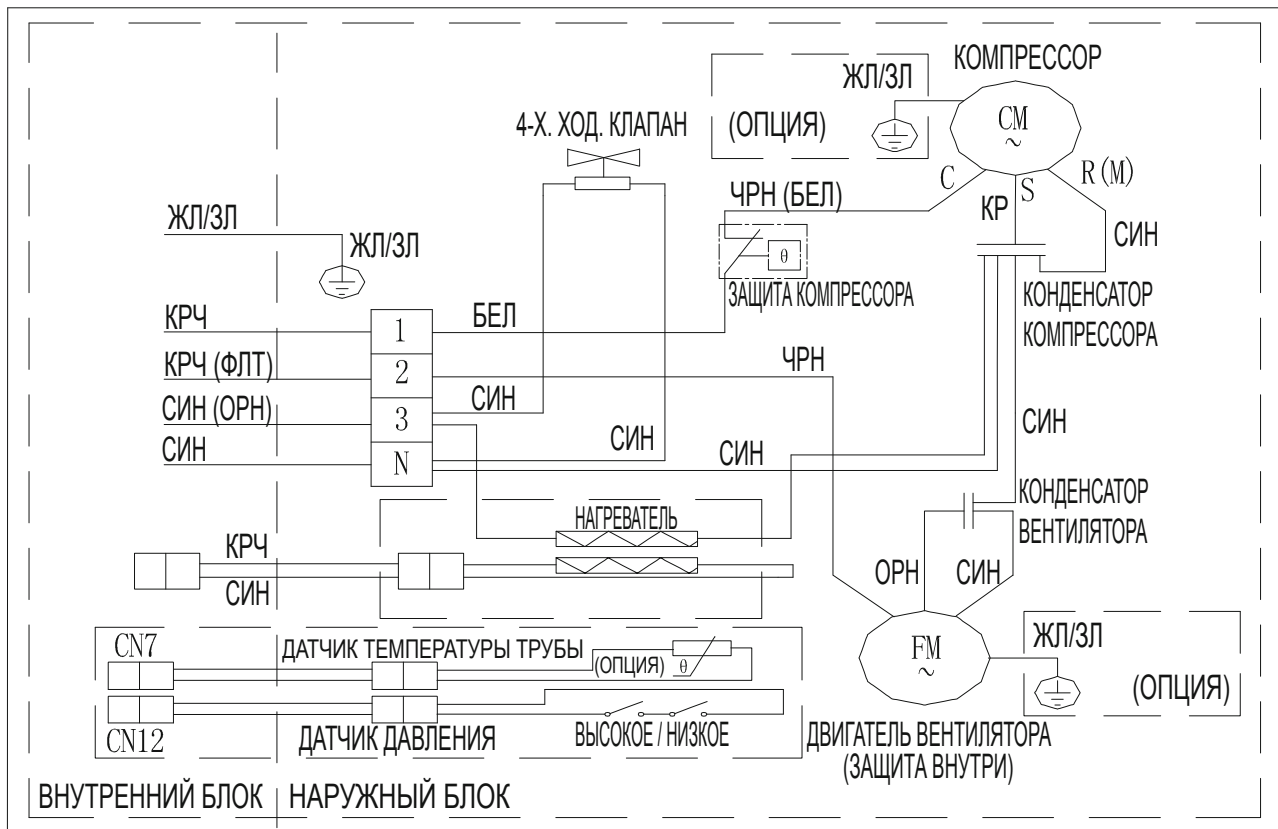 КОМПРЕССОР
ЖЛ/ЗЛ
(ОПЦИЯ)
CM
~
4-Х. ХОД. КЛАПАН
C
S
R (M)
ЧРН (БЕЛ)
КР
СИН
ЖЛ/ЗЛ
ЖЛ/ЗЛ
θ
ЗАЩИТА КОМПРЕССОРА
КОНДЕНСАТОР
КОМПРЕССОРА
КРЧ
1
БЕЛ
КРЧ (ФЛТ)
2
ЧРН
СИН (ОРН)
3
СИН
СИН
СИН
СИН
N
СИН
КОНДЕНСАТОР
ВЕНТИЛЯТОРА
НАГРЕВАТЕЛЬ
КРЧ
СИН
ОРН
СИН
CN7
ДАТЧИК ТЕМПЕРАТУРЫ ТРУБЫ
(ОПЦИЯ)
θ
FM
~
ЖЛ/ЗЛ
(ОПЦИЯ)
CN12
ДАТЧИК ДАВЛЕНИЯ
ВЫСОКОЕ / НИЗКОЕ
ДВИГАТЕЛЬ ВЕНТИЛЯТОРА
(ЗАЩИТА ВНУТРИ)
ВНУТРЕННИЙ БЛОК
НАРУЖНЫЙ БЛОК